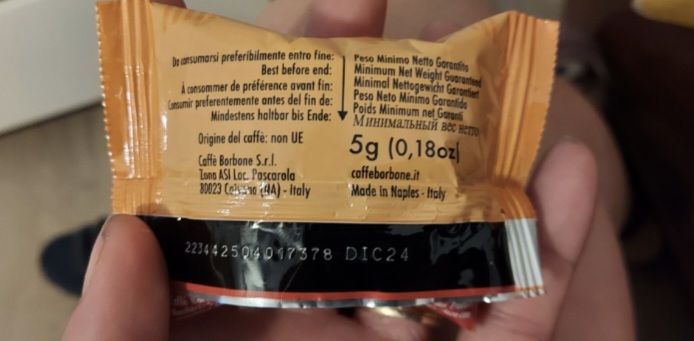 Da consumarsi preferibilmente entro fine:
Best before end:
À consommer de préférence avant fin:
Consumir preferentemente antes del fin de:
Mindestens haltbar bis Ende:
Origine del caffè: non UE
Caffè Borbone S.r.l.
Zona ASI Loc. Pascarola
80023 (NA) - Italy
Peso Minimo Netto Garantito
Minimum Net Weight Guaranteed
Minimal Nettogewicht Garantiert
Peso Neto Mínimo Garantido
Poids Minimum net Garanti
Минимальный вес нетто
5g (0,18oz)
caffeborbone.it
Made in Naples - Italy
223442504017378 DIC24